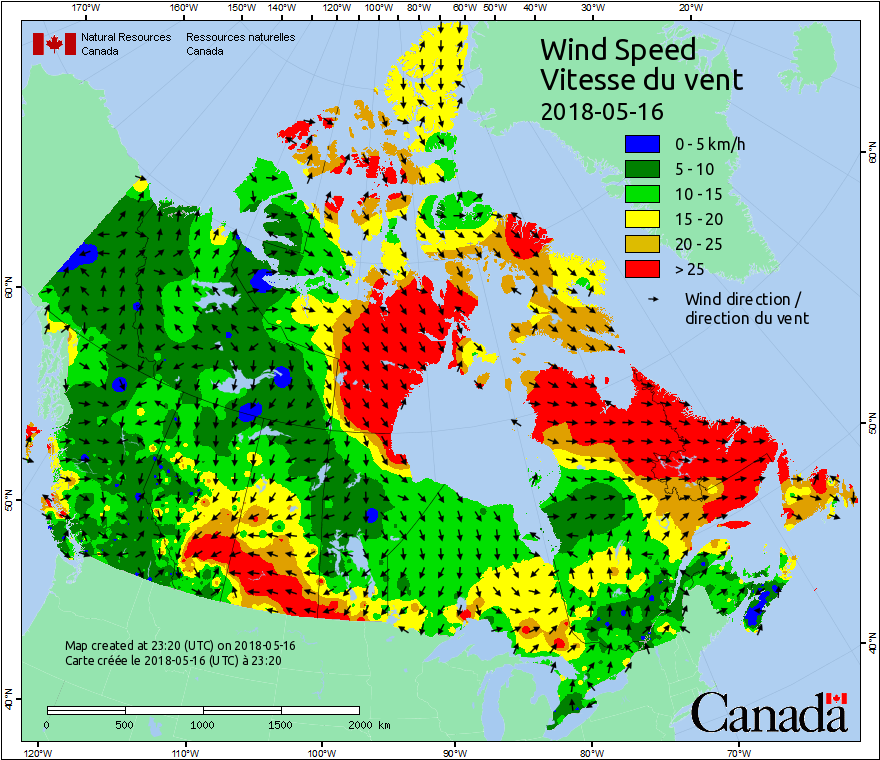 170°W 160°W 150°W 140°W 120°W 100°W 80°W 60°W 50°W 40°W 30°W 20°W
Natural Resources Canada
Ressources naturelles Canada
Wind Speed
Vitesse du vent
2018-05-16
0 - 5 km/h
5 - 10
10 - 15
15 - 20
20 - 25
> 25
Wind direction /
direction du vent
60°N
50°N
40°N
60°N
50°N
40°N
Map created at 23:20 (UTC) on 2018-05-16
Carte créée le 2018-05-16 (UTC) à 23:20
0 500 1000 1500 2000 km
Canada
120°W 110°W 100°W 90°W 80°W 70°W